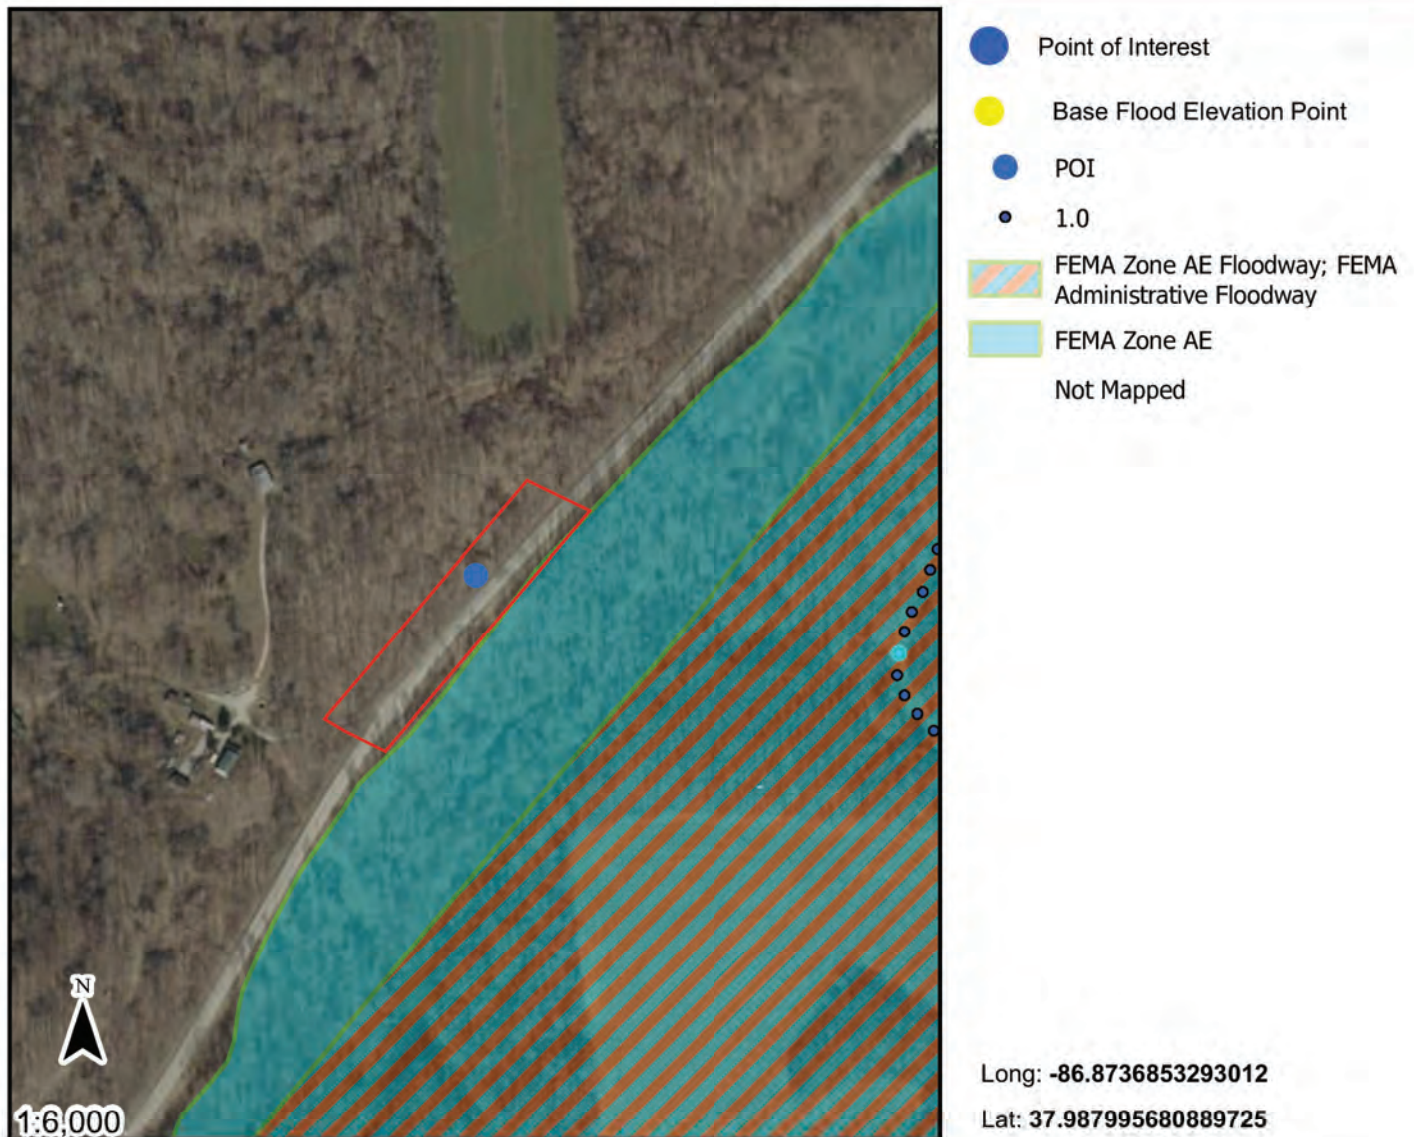 Point of Interest
Base Flood Elevation Point
POI
1.0
FEMA Zone AE Floodway; FEMA
Administrative Floodway
FEMA Zone AE
Not Mapped
N
1:6,000
Long: -86.8736853293012
Lat: 37.987995680889725